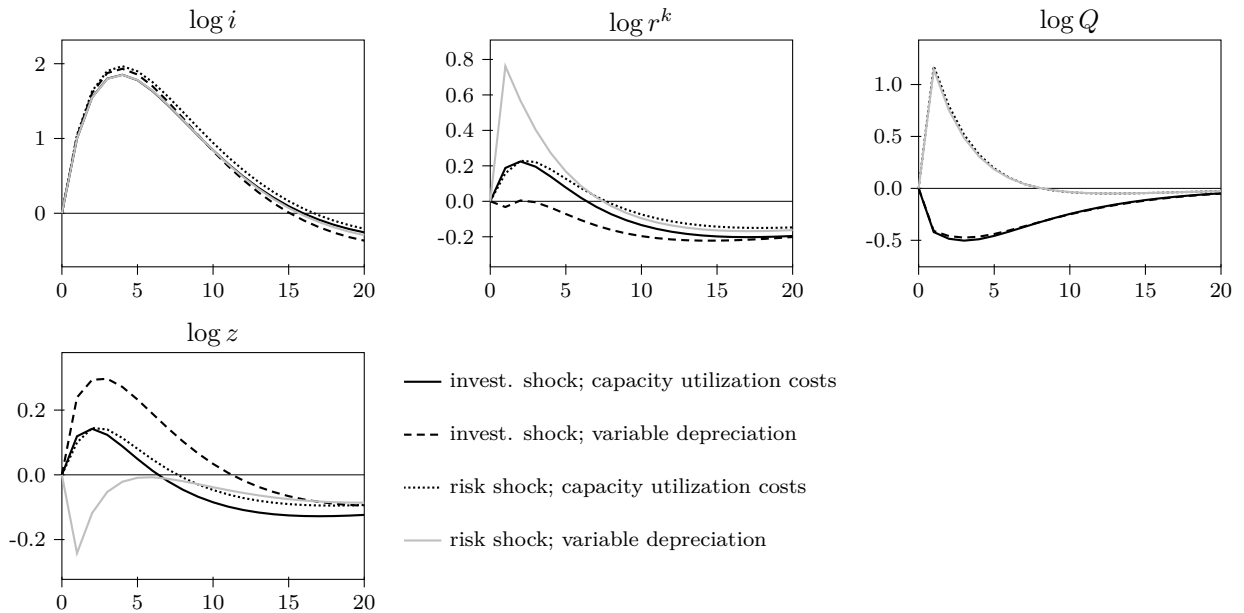 log i
2
1
0
0 5 10 15 20
log r^k
0.8
0.6
0.4
0.2
0.0
-0.2
0 5 10 15 20
log Q
1.0
0.5
0.0
-0.5
0 5 10 15 20
log z
0.2
0.0
-0.2
0 5 10 15 20
invest. shock; capacity utilization costs
invest. shock; variable depreciation
risk shock; capacity utilization costs
risk shock; variable depreciation